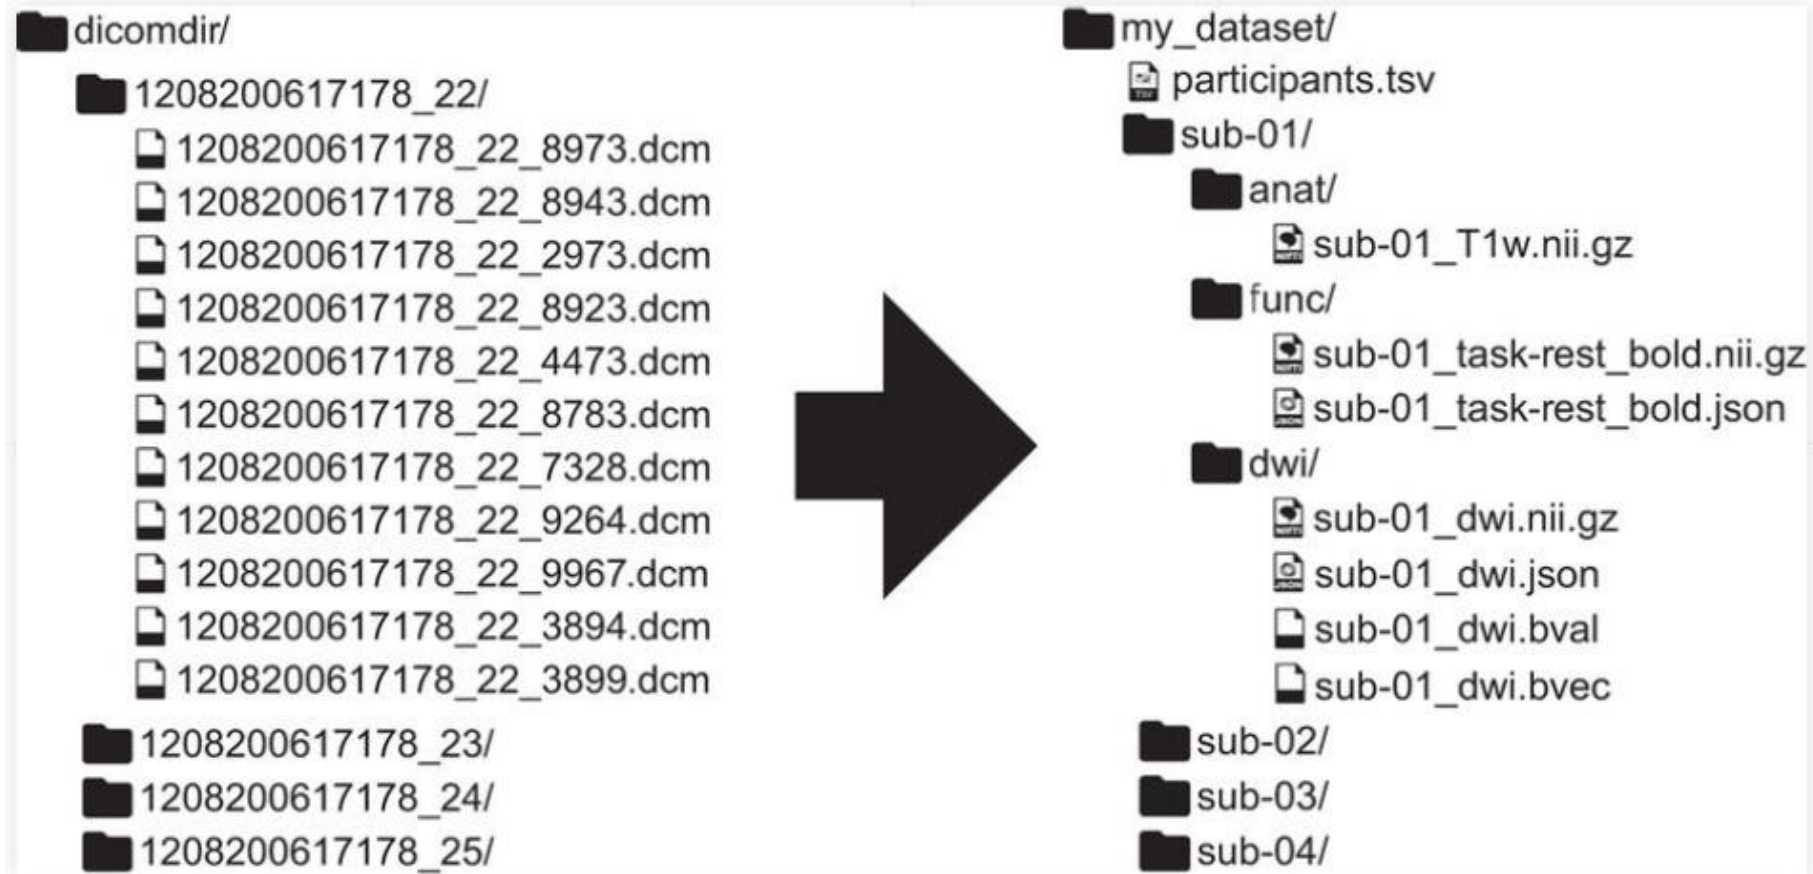 dicomdir/
1208200617178_22/
1208200617178_22_8973.dcm
1208200617178_22_8943.dcm
1208200617178_22_2973.dcm
1208200617178_22_8923.dcm
1208200617178_22_4473.dcm
1208200617178_22_8783.dcm
1208200617178_22_7328.dcm
1208200617178_22_9264.dcm
1208200617178_22_9967.dcm
1208200617178_22_3894.dcm
1208200617178_22_3899.dcm
1208200617178_23/
1208200617178_24/
1208200617178_25/
my_dataset/
participants.tsv
sub-01/
anat/
sub-01_T1w.nii.gz
func/
sub-01_task-rest_bold.nii.gz
sub-01_task-rest_bold.json
dwi/
sub-01_dwi.nii.gz
sub-01_dwi.json
sub-01_dwi.bval
sub-01_dwi.bvec
sub-02/
sub-03/
sub-04/